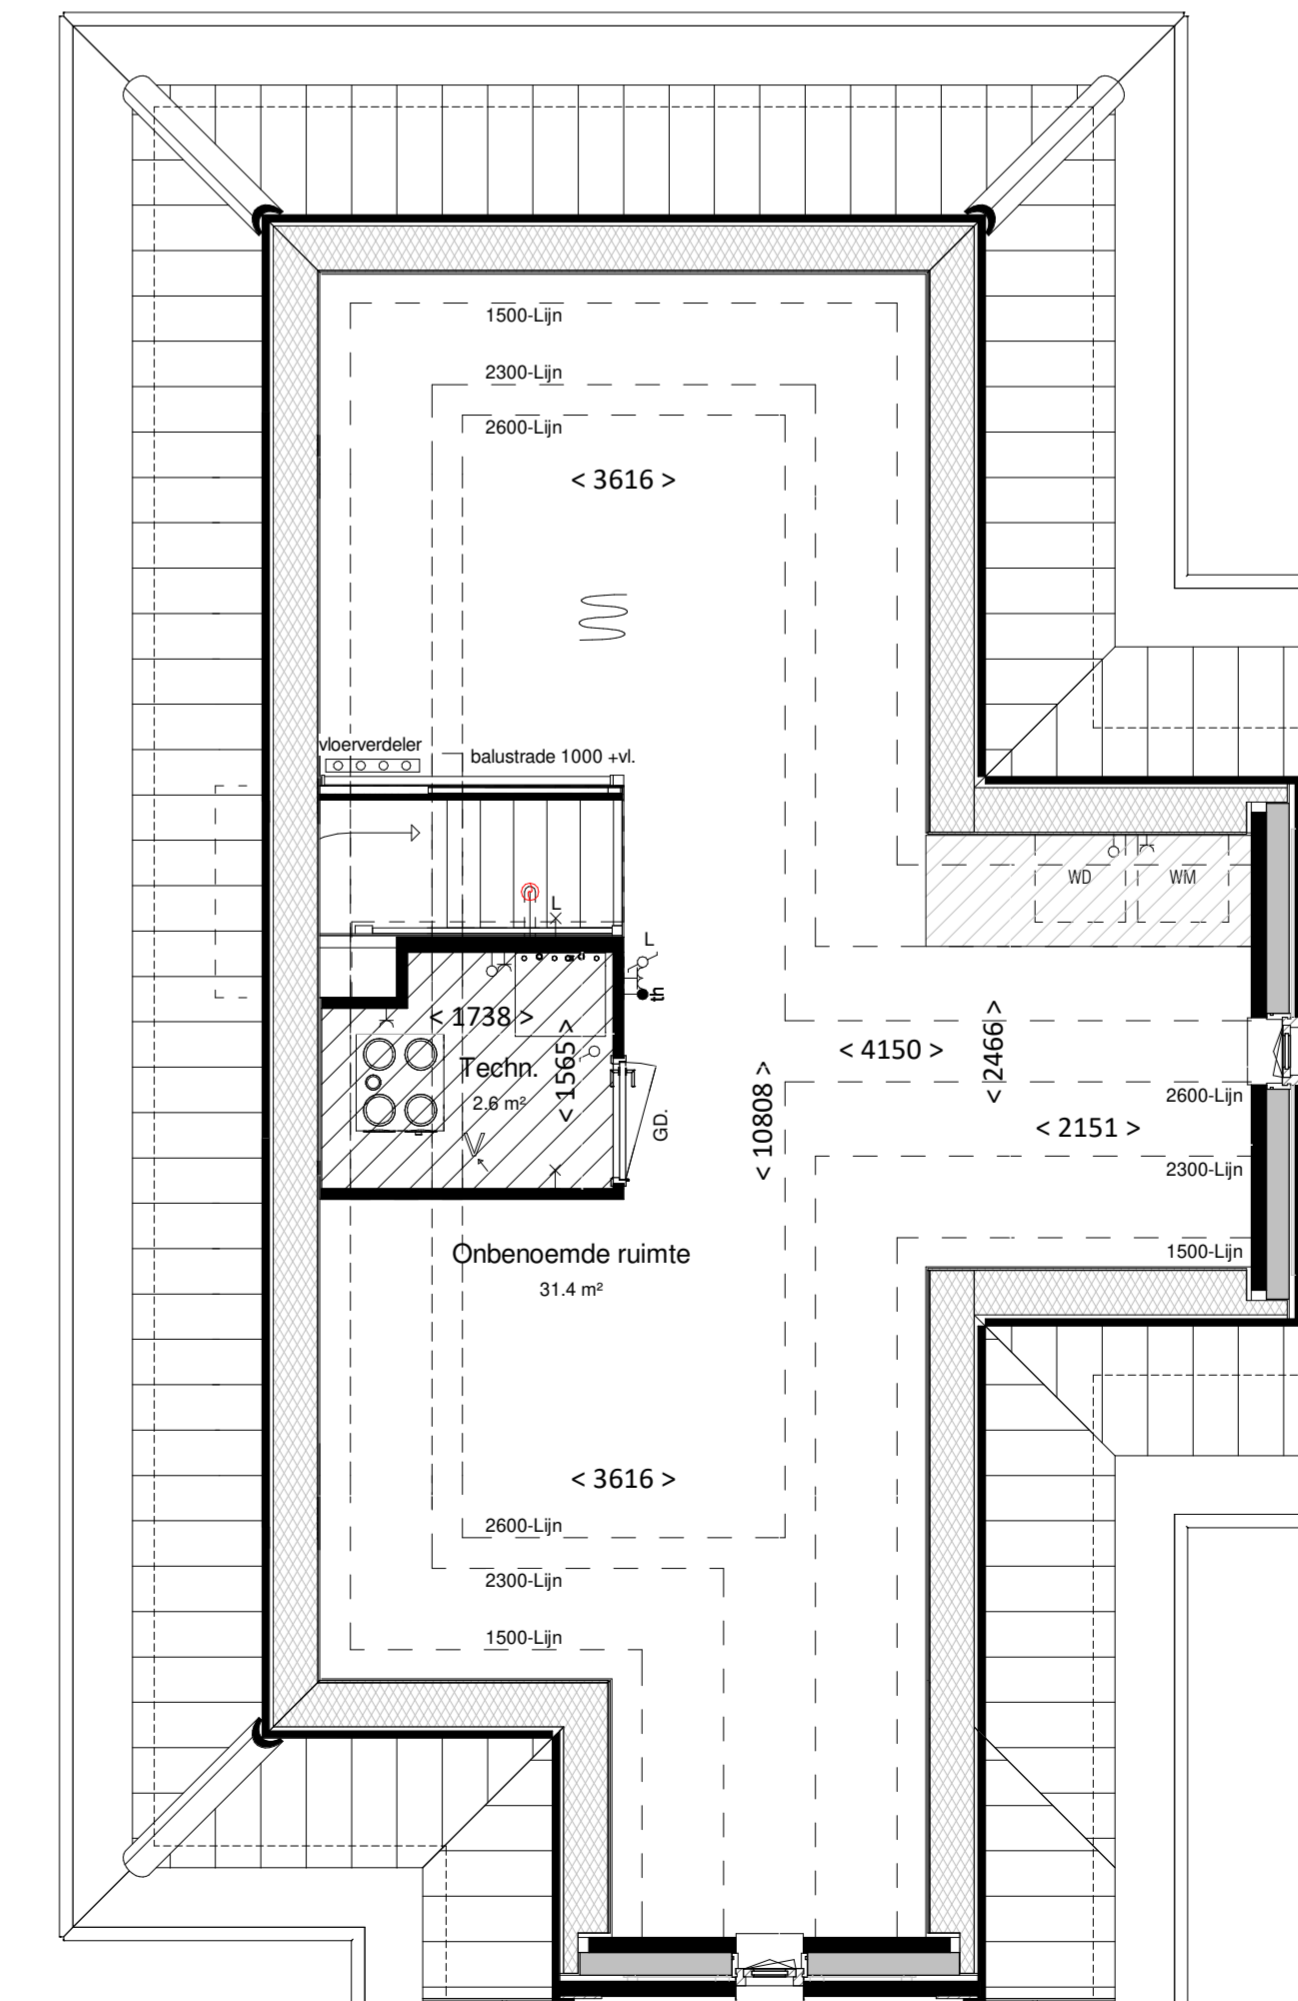 1500-Lijn
2300-Lijn
2600-Lijn
< 3616 >
vloerverdeler
balustrade 1000 +vl.
WD
WM
L
L
th
< 1738 >
< 1565 >
Techn.
2.6 m²
GD.
< 10808 >
< 4150 >
< 2466 >
2600-Lijn
< 2151 >
2300-Lijn
1500-Lijn
Onbenoemde ruimte
31.4 m²
< 3616 >
2600-Lijn
2300-Lijn
1500-Lijn